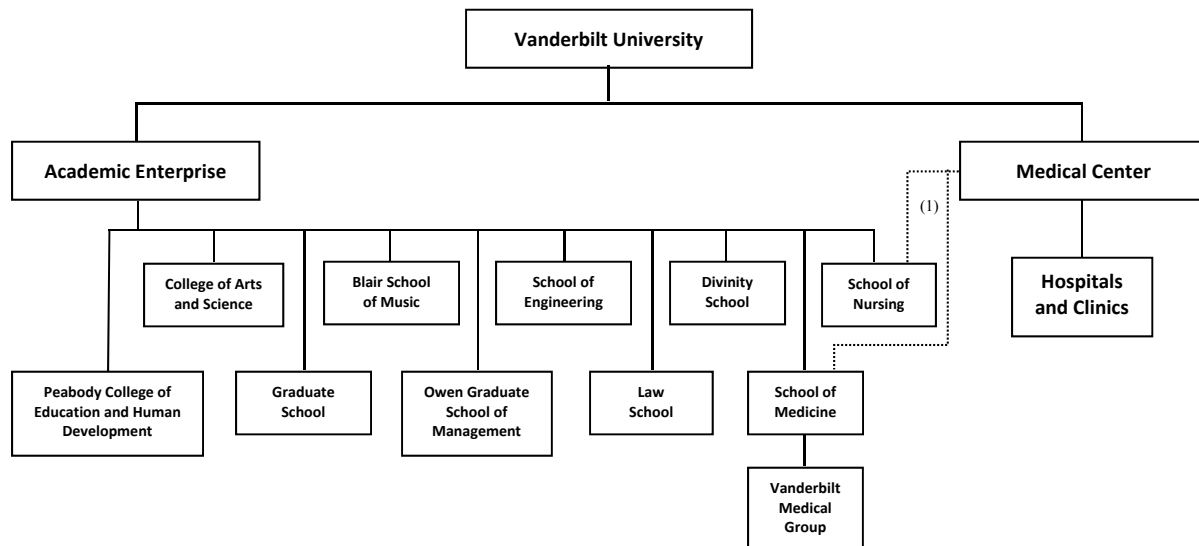 Vanderbilt University
Academic Enterprise
Medical Center
(1)
College of Arts
and Science
Blair School
of Music
School of
Engineering
Divinity
School
School of
Nursing
Hospitals
and Clinics
Peabody College of
Education and Human
Development
Graduate
School
Owen Graduate
School of
Management
Law
School
School of
Medicine
Vanderbilt
Medical
Group